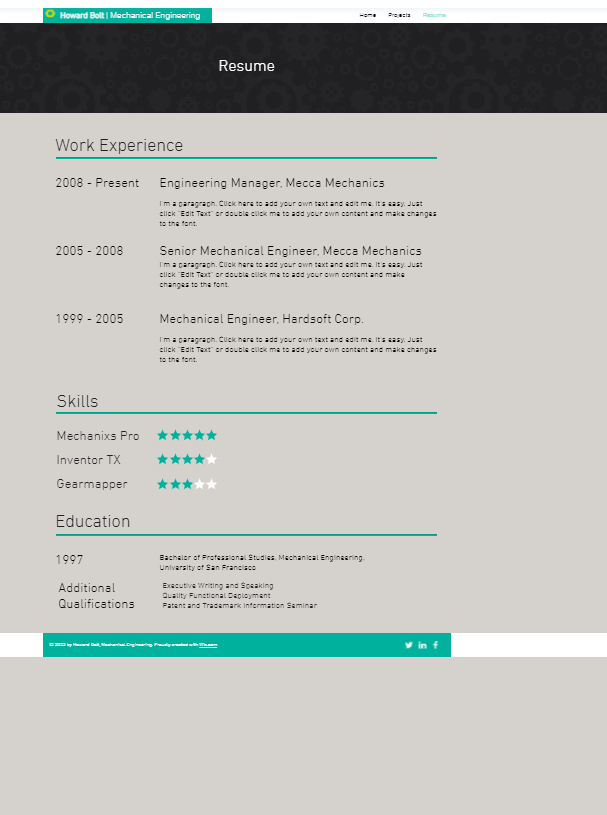 Howard Bolt | Mechanical Engineering
Home Projects Resume
Resume
Work Experience
2008 - Present Engineering Manager, Mecca Mechanics
I'm a paragraph. Click here to add your own text and edit me. It's easy. Just
click "Edit Text" or double click me to add your own content and make changes
to the font.
2005 - 2008 Senior Mechanical Engineer, Mecca Mechanics
I'm a paragraph. Click here to add your own text and edit me. It's easy. Just
click "Edit Text" or double click me to add your own content and make
changes to the font.
1999 - 2005 Mechanical Engineer, Hardsoft Corp.
I'm a paragraph. Click here to add your own text and edit me. It's easy. Just
click "Edit Text" or double click me to add your own content and make changes
to the font.
Skills
Mechanixs Pro
Inventor TX
Gearmapper
Education
1997 Bachelor of Professional Studies, Mechanical Engineering,
University of San Francisco
Additional Executive Writing and Speaking
Qualifications Quality Functional Deployment
Patent and Trademark Information Seminar
by Howard Bolt, Mechanical Engineering. Proudly created with Wix.com